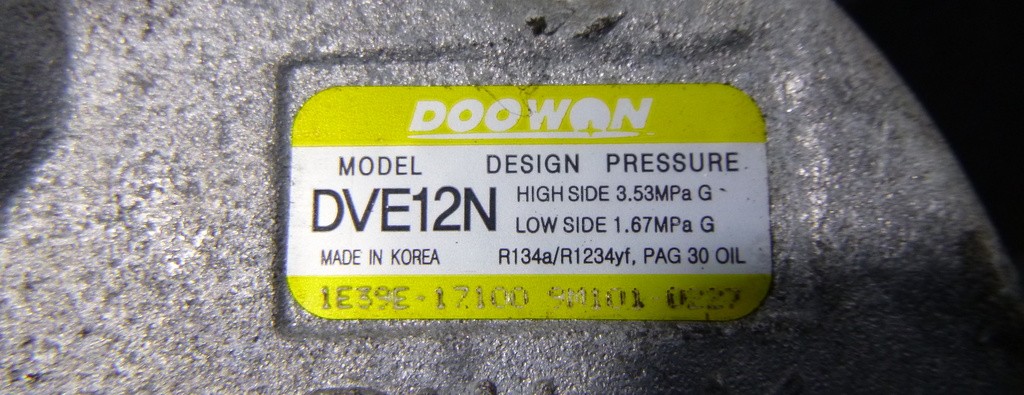 DOOWON
MODEL
DESIGN PRESSURE
DVE12N
HIGH SIDE 3.53MPa G
LOW SIDE 1.67MPa G
MADE IN KOREA
R134a/R1234yf, PAG 30 OIL
1E39E-17100 9M101 0227